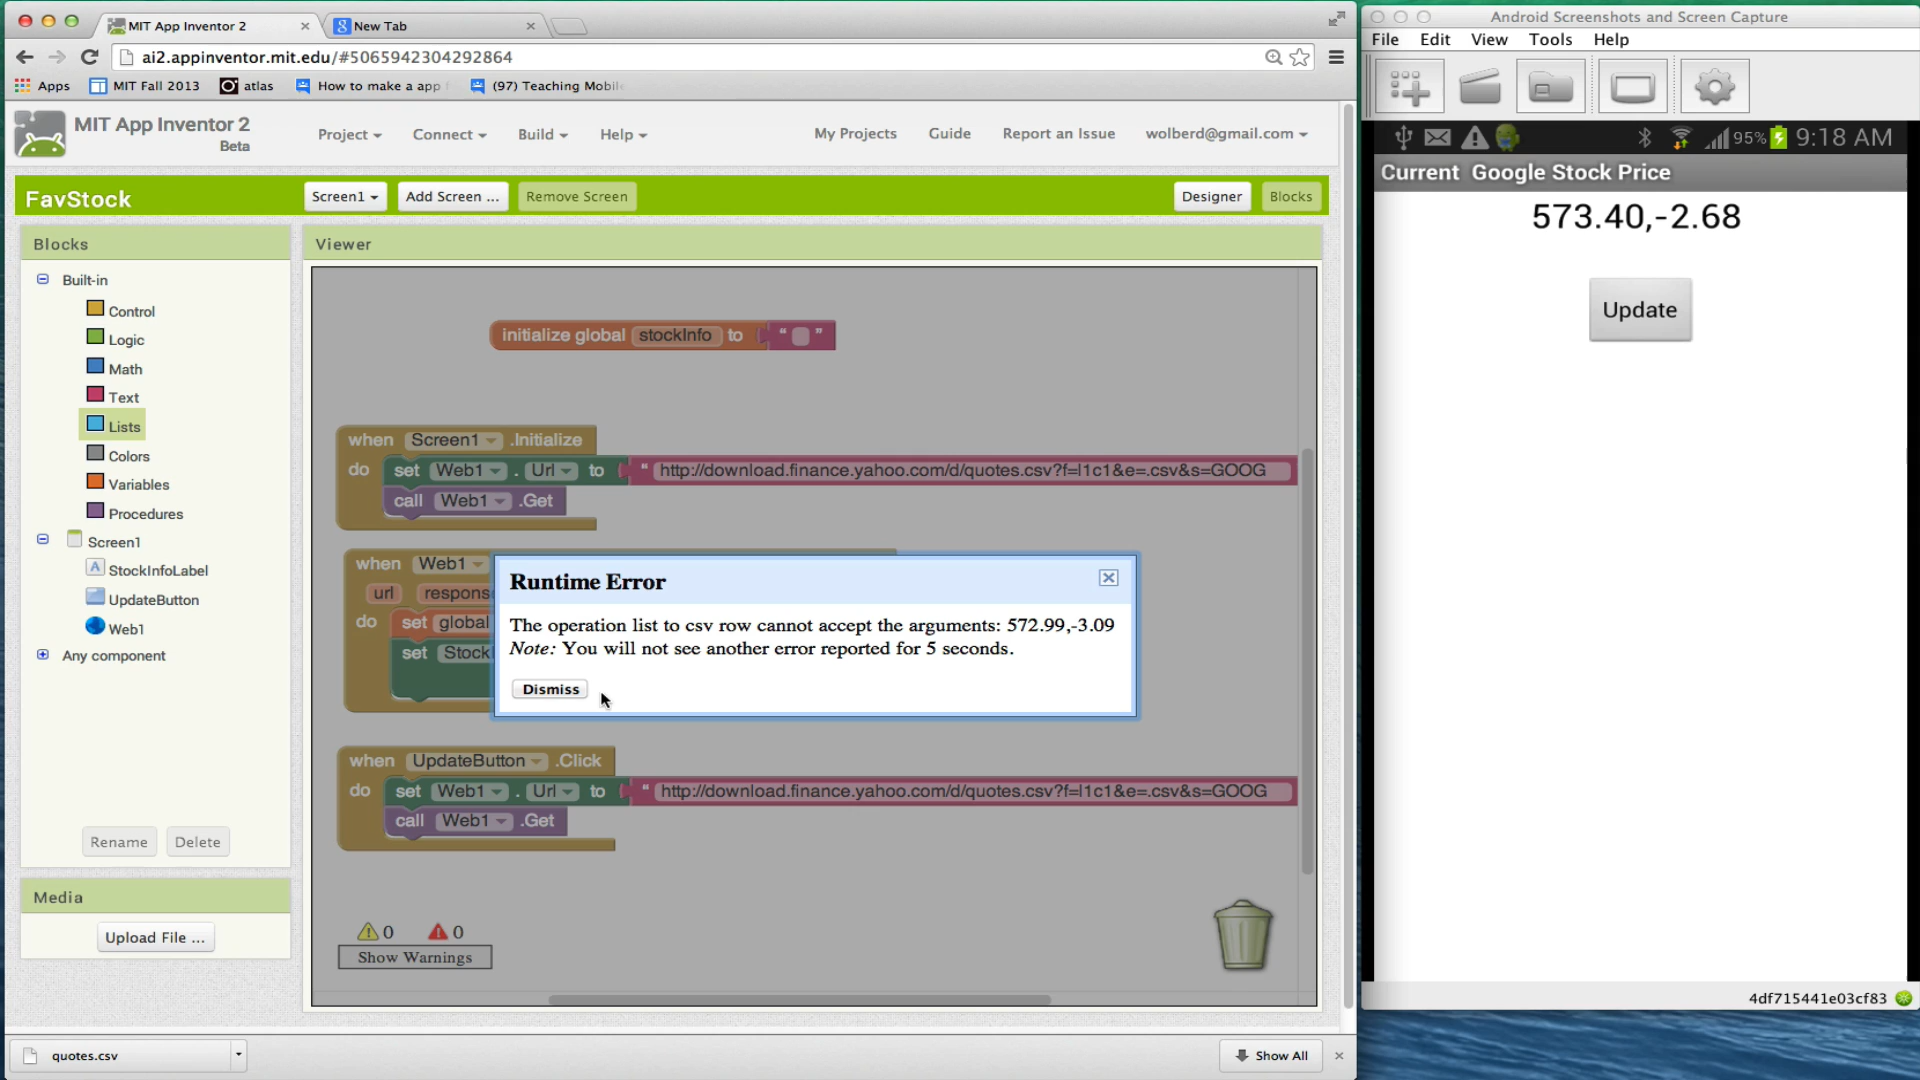 MIT App Inventor 2
New Tab
ai2.appinventor.mit.edu/#5065942304292864
Apps
MIT Fall 2013
atlas
How to make a app
(97) Teaching Mobile
MIT App Inventor 2
Beta
Project
Connect
Build
Help
My Projects
Guide
Report an Issue
wolberd@gmail.com
FavStock
Screen1
Add Screen ...
Remove Screen
Designer
Blocks
Blocks
Built-in
Control
Logic
Math
Text
Lists
Colors
Variables
Procedures
Screen1
StockInfoLabel
UpdateButton
Web1
Any component
Rename
Delete
Media
Upload File ...
Viewer
initialize global stockInfo to " "
when Screen1 .Initialize
do set Web1 . Url to " http://download.finance.yahoo.com/d/quotes.csv?f=l1c1&e=.csv&s=GOOG
call Web1 .Get
when Web1
url respons
do set global
set Stock
Runtime Error
The operation list to csv row cannot accept the arguments: 572.99,-3.09
Note: You will not see another error reported for 5 seconds.
Dismiss
when UpdateButton .Click
do set Web1 . Url to " http://download.finance.yahoo.com/d/quotes.csv?f=l1c1&e=.csv&s=GOOG
call Web1 .Get
0 0
Show Warnings
quotes.csv
Show All
Android Screenshots and Screen Capture
File Edit View Tools Help
95% 9:18 AM
Current Google Stock Price
573.40,-2.68
Update
4df715441e03cf83